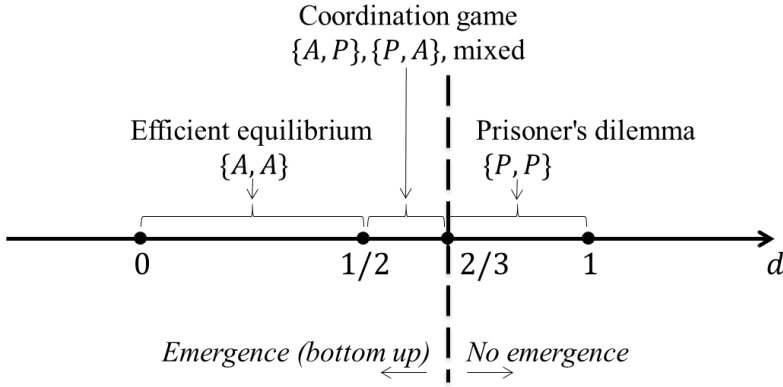 Coordination game
{A, P}, {P, A}, mixed
Efficient equilibrium
{A, A}
Prisoner's dilemma
{P, P}
0
1/2
2/3
1
d
Emergence (bottom up)
No emergence